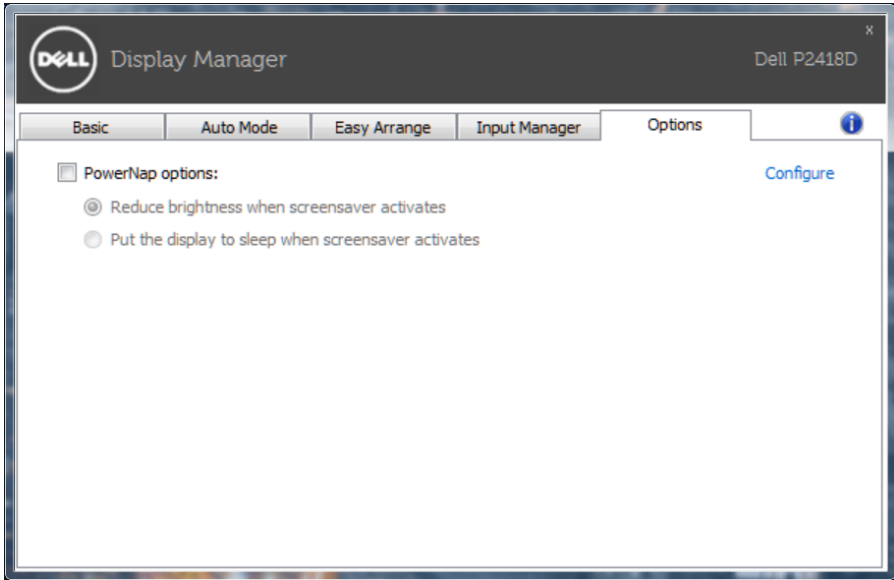 x
DELL Display Manager Dell P2418D
Basic Auto Mode Easy Arrange Input Manager Options i
PowerNap options: Configure
Reduce brightness when screensaver activates
Put the display to sleep when screensaver activates